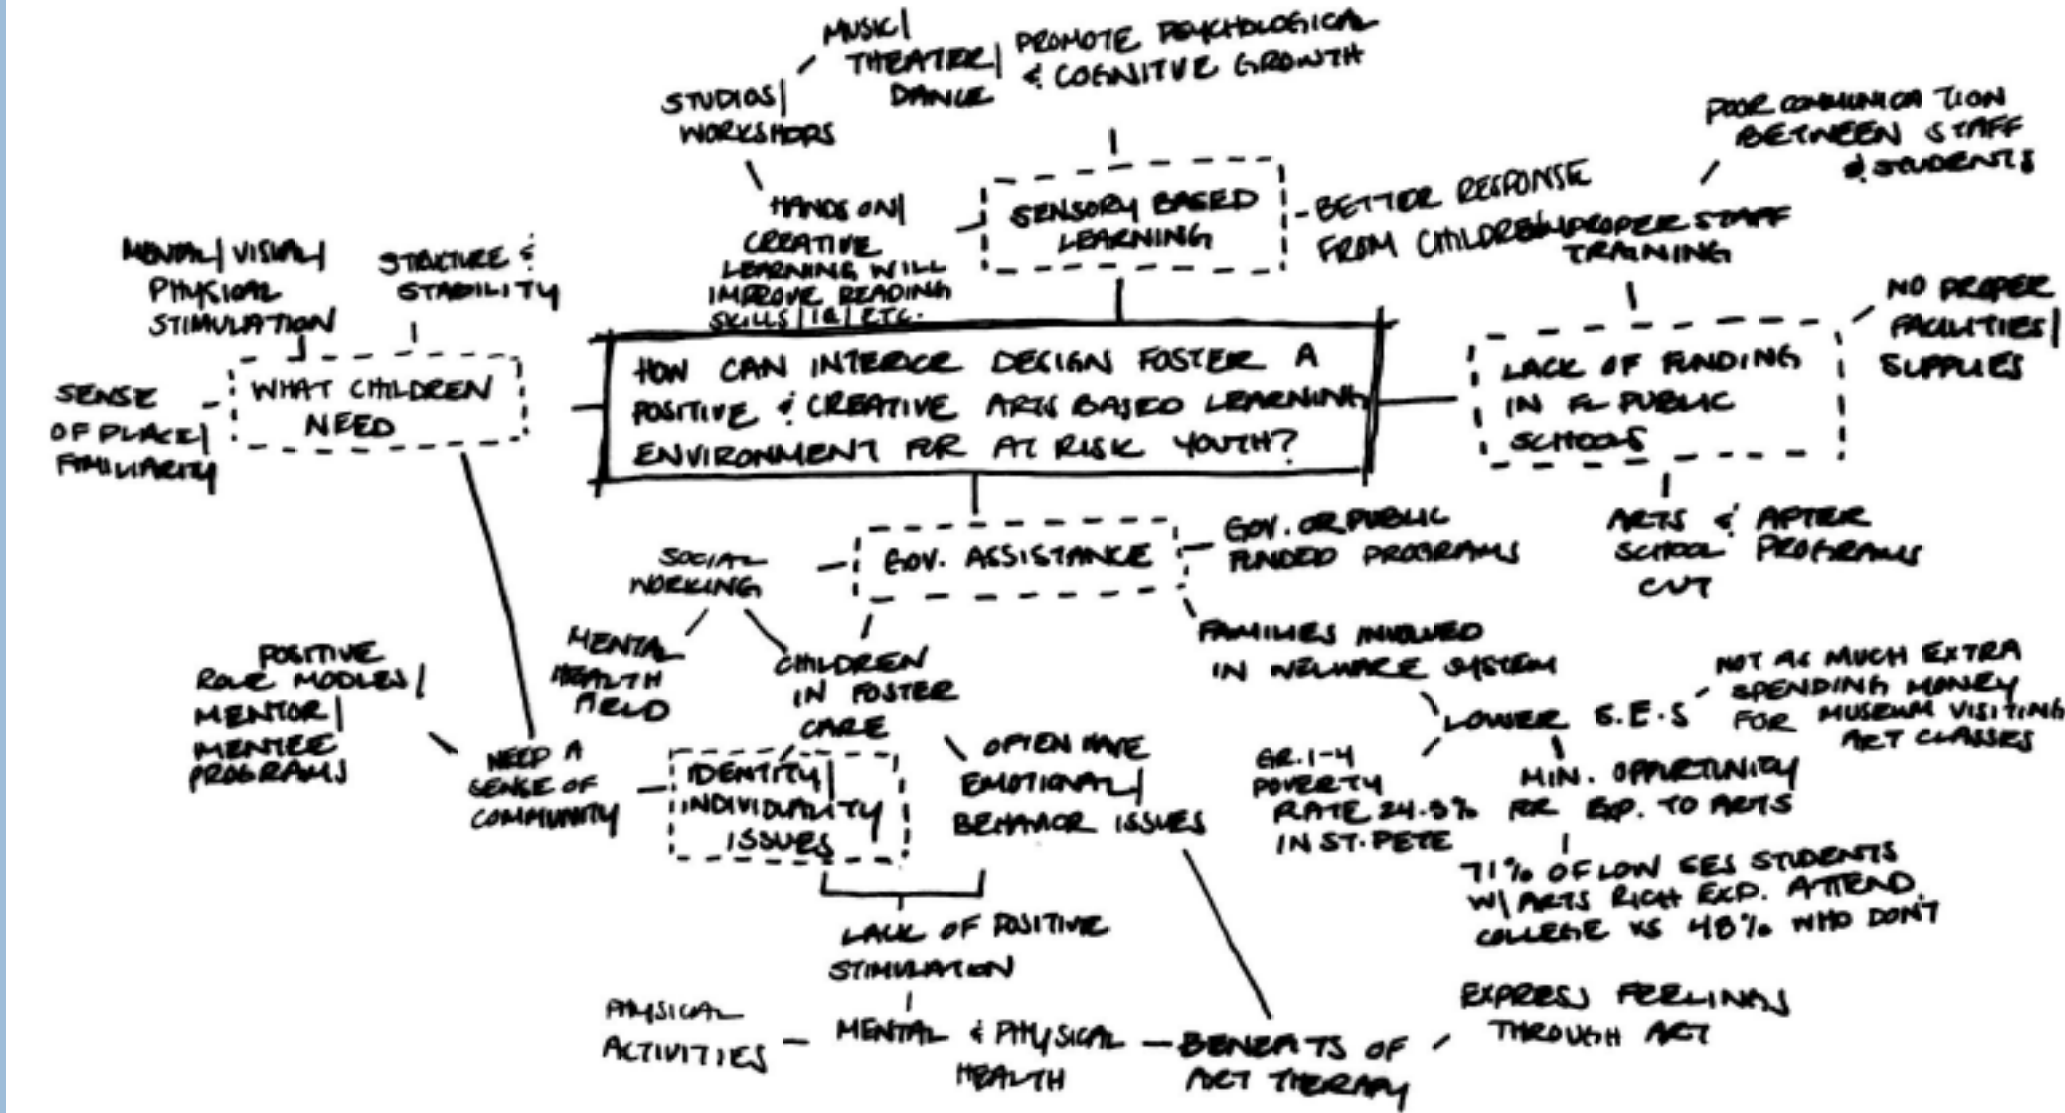 MUSIC|
THEATER|
DANCE
PROMOTE PSYCHOLOGICAL
& COGNITVE GROWTH
STUDIOS|
WORKSHOPS
HANDS ON|
CREATIVE
LEARNING WILL
IMPROVE READING
SKILLS|IQ|ETC.
SENSORY BASED
LEARNING
-BETTER RESPONSE
FROM CHILDREN
POOR COMMUNICATION
BETWEEN STAFF
& STUDENTS
IMPROPER STAFF
TRAINING
NO PROPER
FACILITIES|
SUPPLIES
LACK OF FUNDING
IN FL PUBLIC
SCHOOLS
ARTS & AFTER
SCHOOL PROGRAMS
CUT
MENTAL|VISUAL|
PHYSICAL
STIMULATION
STRUCTURE &
STABILITY
SENSE
OF PLACE|
FAMILIARITY
WHAT CHILDREN
NEED
HOW CAN INTERIOR DESIGN FOSTER A
POSITIVE & CREATIVE ARTS BASED LEARNING
ENVIRONMENT FOR AT RISK YOUTH?
GOV. ASSISTANCE
GOV. OR PUBLIC
FUNDED PROGRAMS
SOCIAL
WORKING
MENTAL
HEALTH
FIELD
CHILDREN
IN FOSTER
CARE
FAMILIES INVOLVED
IN WELFARE SYSTEM
LOWER S.E.S
NOT AS MUCH EXTRA
SPENDING MONEY
FOR MUSEUM VISITING
ART CLASSES
GR.1-4
POVERTY
RATE 24.3%
IN ST. PETE
MIN. OPPURTUNITY
FOR EXP. TO ARTS
71% OF LOW SES STUDENTS
W/ ARTS RICH EXP. ATTEND
COLLEGE VS 48% WHO DON'T
POSITIVE
ROLE MODLES|
MENTOR|
MENTEE
PROGRAMS
NEED A
SENSE OF
COMMUNITY
IDENTITY|
INDIVIDUALITY
ISSUES
OFTEN HAVE
EMOTIONAL|
BEHAVIOR ISSUES
LACK OF POSITIVE
STIMULATION
PHYSICAL
ACTIVITIES
MENTAL & PHYSICAL
HEALTH
BENEFITS OF
ART THERAPY
EXPRESS FEELINGS
THROUGH ART